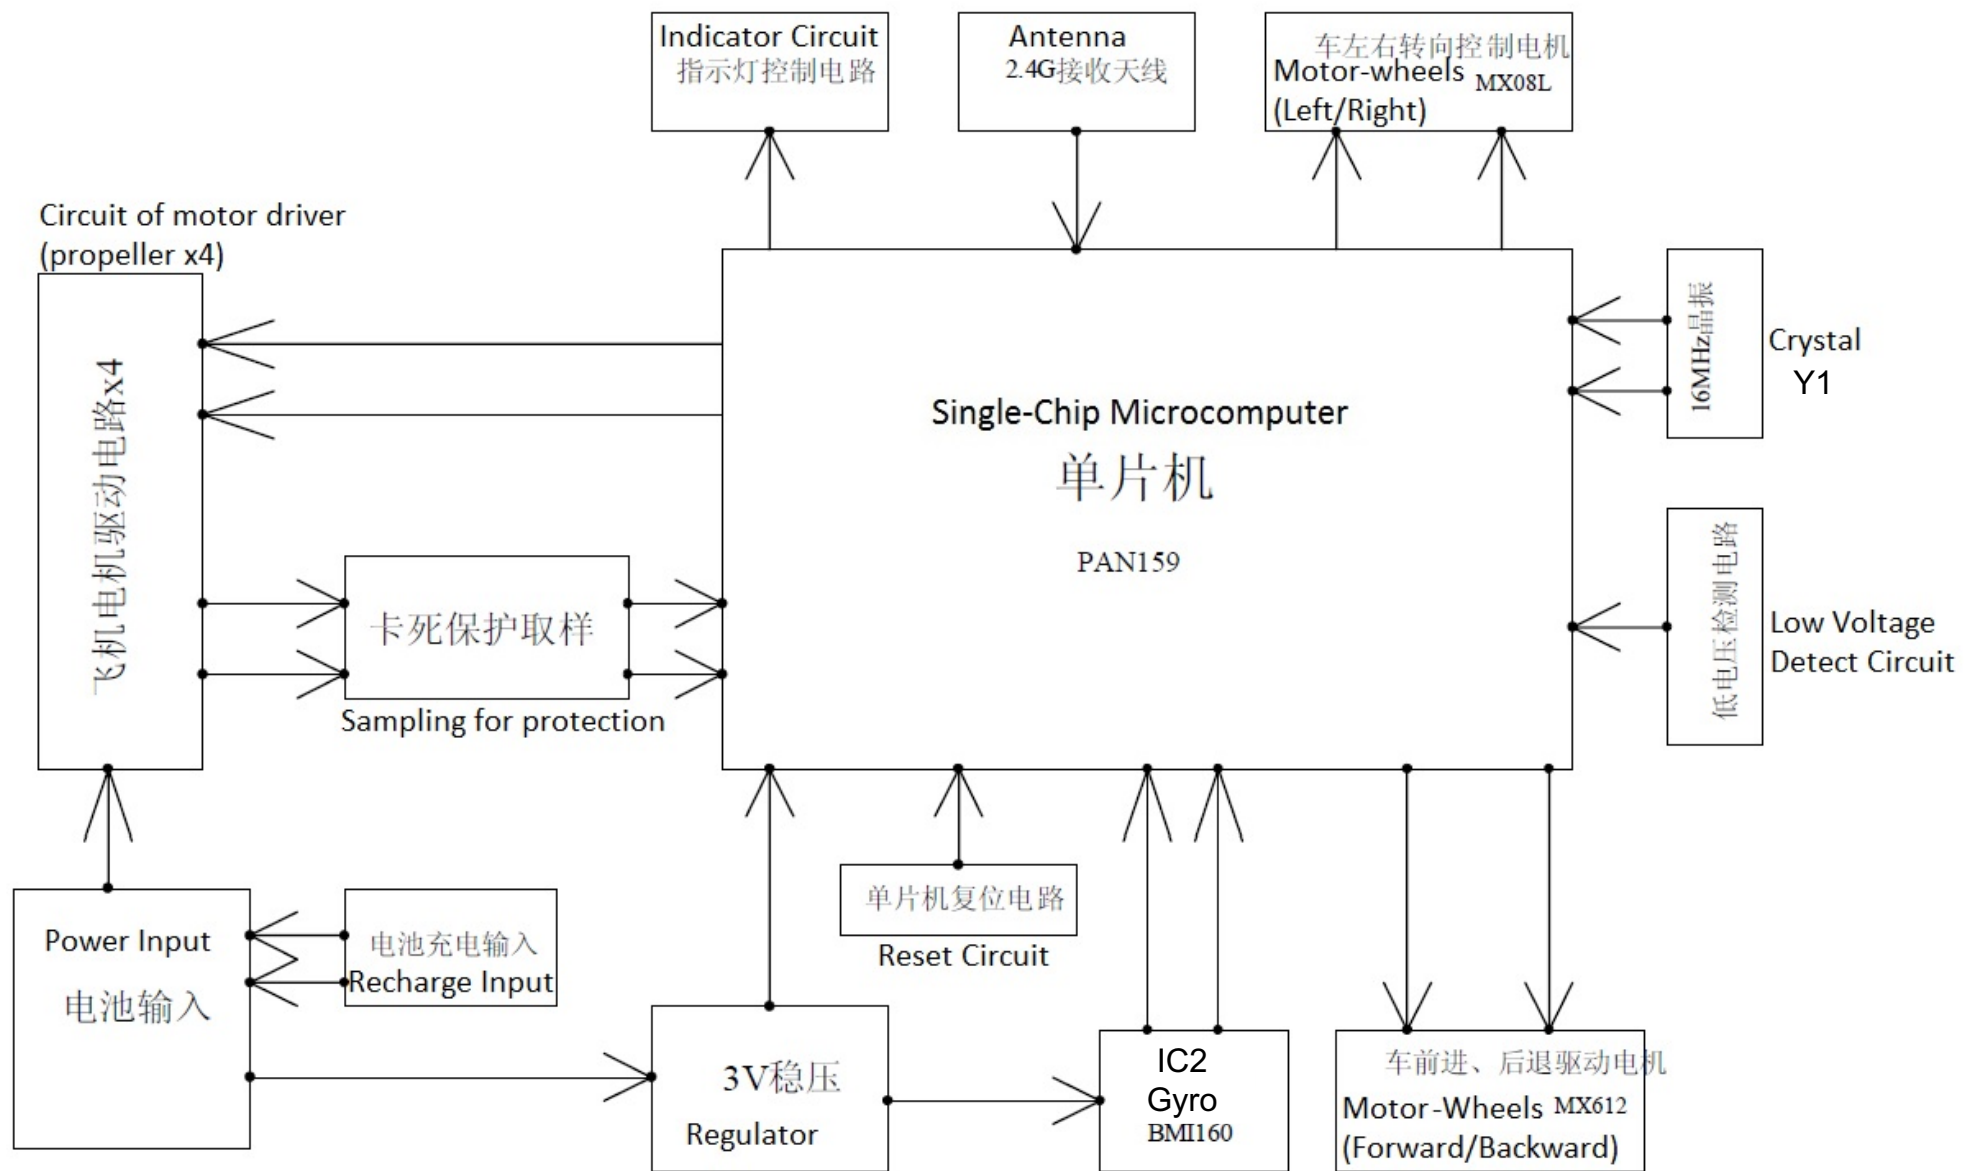 Indicator Circuit
指示灯控制电路
Antenna
2.4G接收天线
车左右转向控制电机
Motor-wheels MX08L
(Left/Right)
Circuit of motor driver
(propeller x4)
飞机电机驱动电路x4
16MHz晶振
Crystal
Y1
Single-Chip Microcomputer
单片机
PAN159
卡死保护取样
Sampling for protection
低电压检测电路
Low Voltage
Detect Circuit
Power Input
电池输入
电池充电输入
Recharge Input
单片机复位电路
Reset Circuit
3V稳压
Regulator
IC2
Gyro
BMI160
车前进、后退驱动电机
Motor-Wheels MX612
(Forward/Backward)